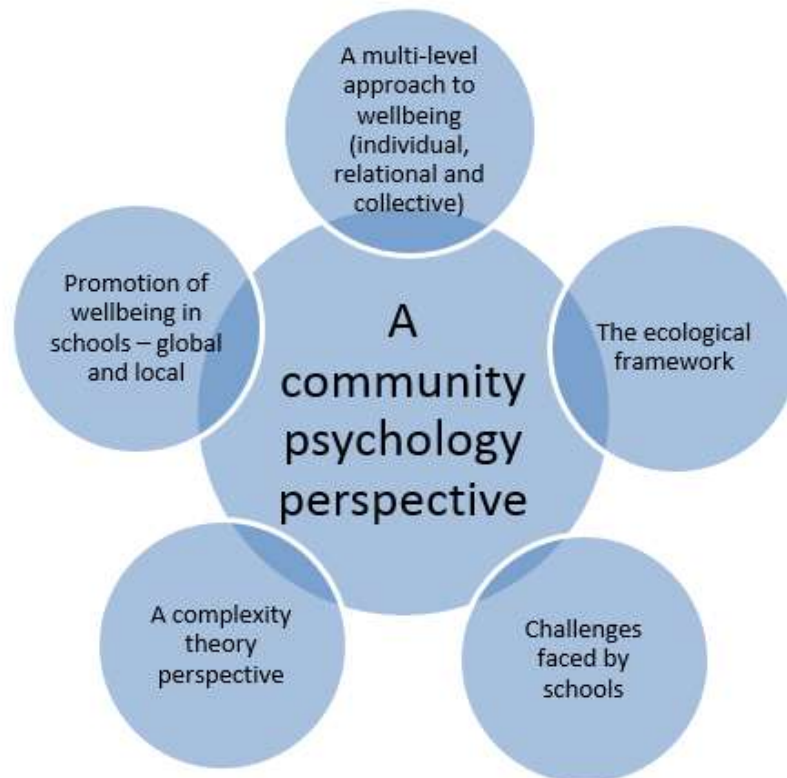 A multi-level
approach to
wellbeing
(individual,
relational and
collective)
Promotion of
wellbeing in
schools – global
and local
A
community
psychology
perspective
The ecological
framework
A complexity
theory
perspective
Challenges
faced by
schools